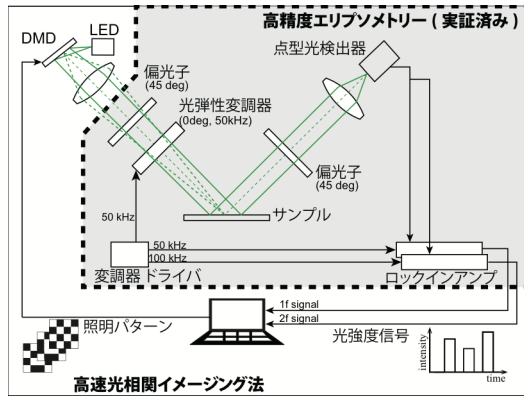 高精度エリプソメトリー ( 実証済み )
DMD
LED
点型光検出器
偏光子
(45 deg)
光弾性変調器
(0deg, 50kHz)
偏光子
(45 deg)
サンプル
50 kHz
50 kHz
100 kHz
変調器ドライバ
ロックインアンプ
1f signal
2f signal
照明パターン
光強度信号
intensity
time
高速光相関イメージング法